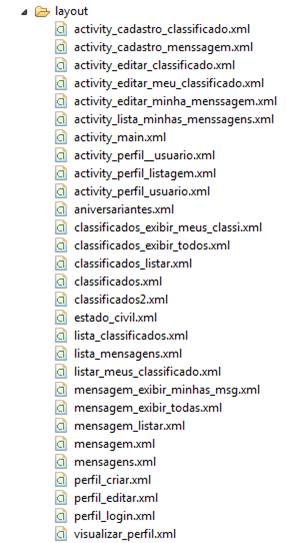 layout
activity_cadastro_classificado.xml
activity_cadastro_menssagem.xml
activity_editar_classificado.xml
activity_editar_meu_classificado.xml
activity_editar_minha_menssagem.xml
activity_lista_minhas_menssagens.xml
activity_main.xml
activity_perfil__usuario.xml
activity_perfil_listagem.xml
activity_perfil_usuario.xml
aniversariantes.xml
classificados_exibir_meus_classi.xml
classificados_exibir_todos.xml
classificados_listar.xml
classificados.xml
classificados2.xml
estado_civil.xml
lista_classificados.xml
lista_mensagens.xml
listar_meus_classificado.xml
mensagem_exibir_minhas_msg.xml
mensagem_exibir_todas.xml
mensagem_listar.xml
mensagem.xml
mensagens.xml
perfil_criar.xml
perfil_editar.xml
perfil_login.xml
visualizar_perfil.xml